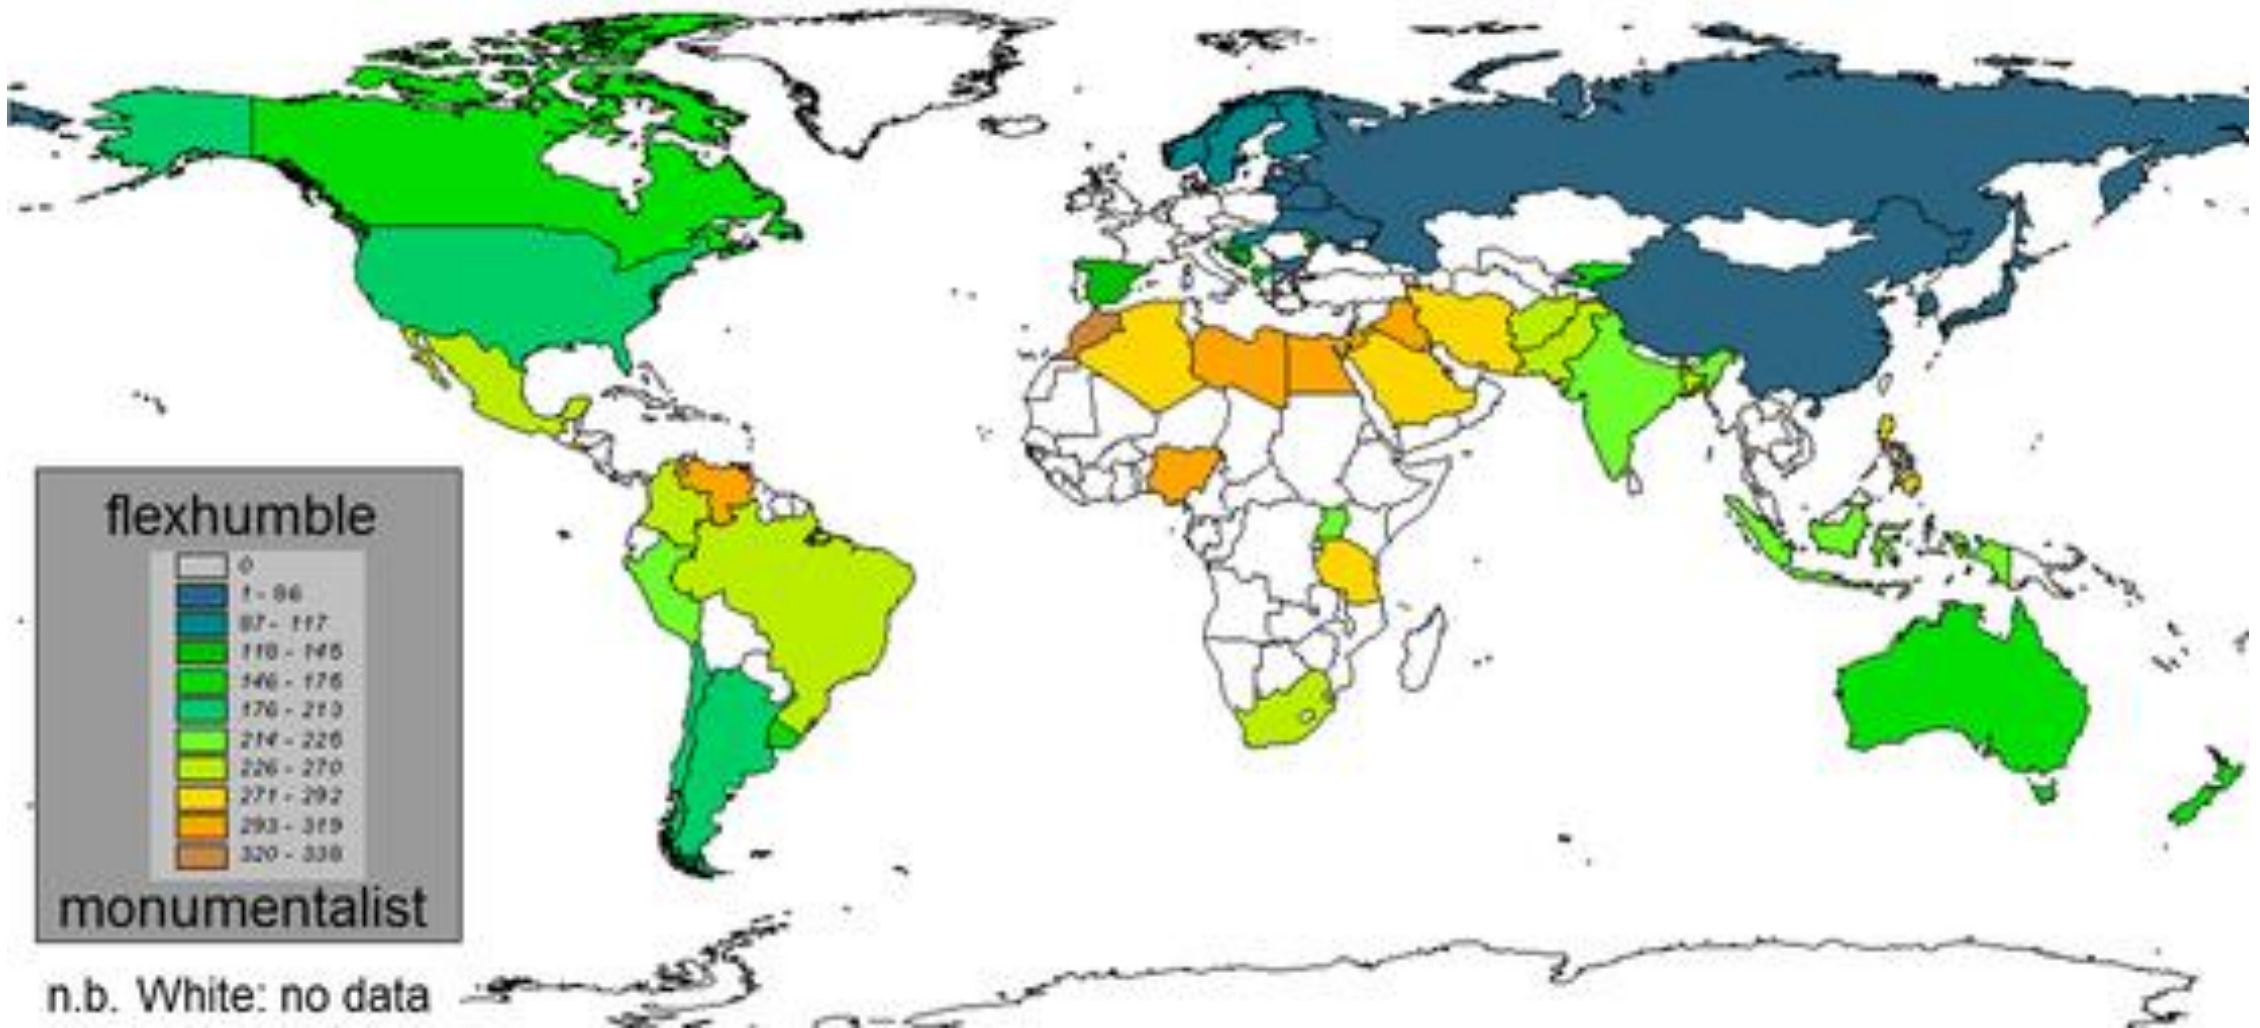 flexhumble
0
1 - 86
87 - 117
118 - 145
146 - 175
176 - 213
214 - 225
226 - 270
271 - 292
293 - 319
320 - 338
monumentalist
n.b. White: no data